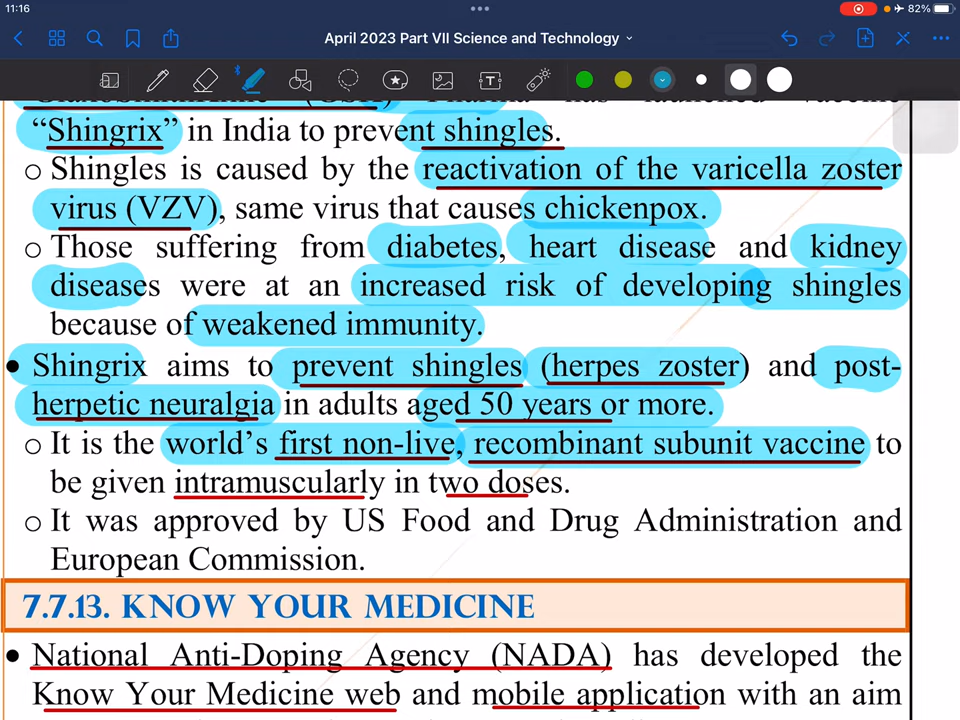 11:16
82%
April 2023 Part VII Science and Technology
“Shingrix” in India to prevent shingles.
o Shingles is caused by the reactivation of the varicella zoster
virus (VZV), same virus that causes chickenpox.
o Those suffering from diabetes, heart disease and kidney
diseases were at an increased risk of developing shingles
because of weakened immunity.
• Shingrix aims to prevent shingles (herpes zoster) and post-
herpetic neuralgia in adults aged 50 years or more.
o It is the world’s first non-live, recombinant subunit vaccine to
be given intramuscularly in two doses.
o It was approved by US Food and Drug Administration and
European Commission.
7.7.13. KNOW YOUR MEDICINE
• National Anti-Doping Agency (NADA) has developed the
Know Your Medicine web and mobile application with an aim